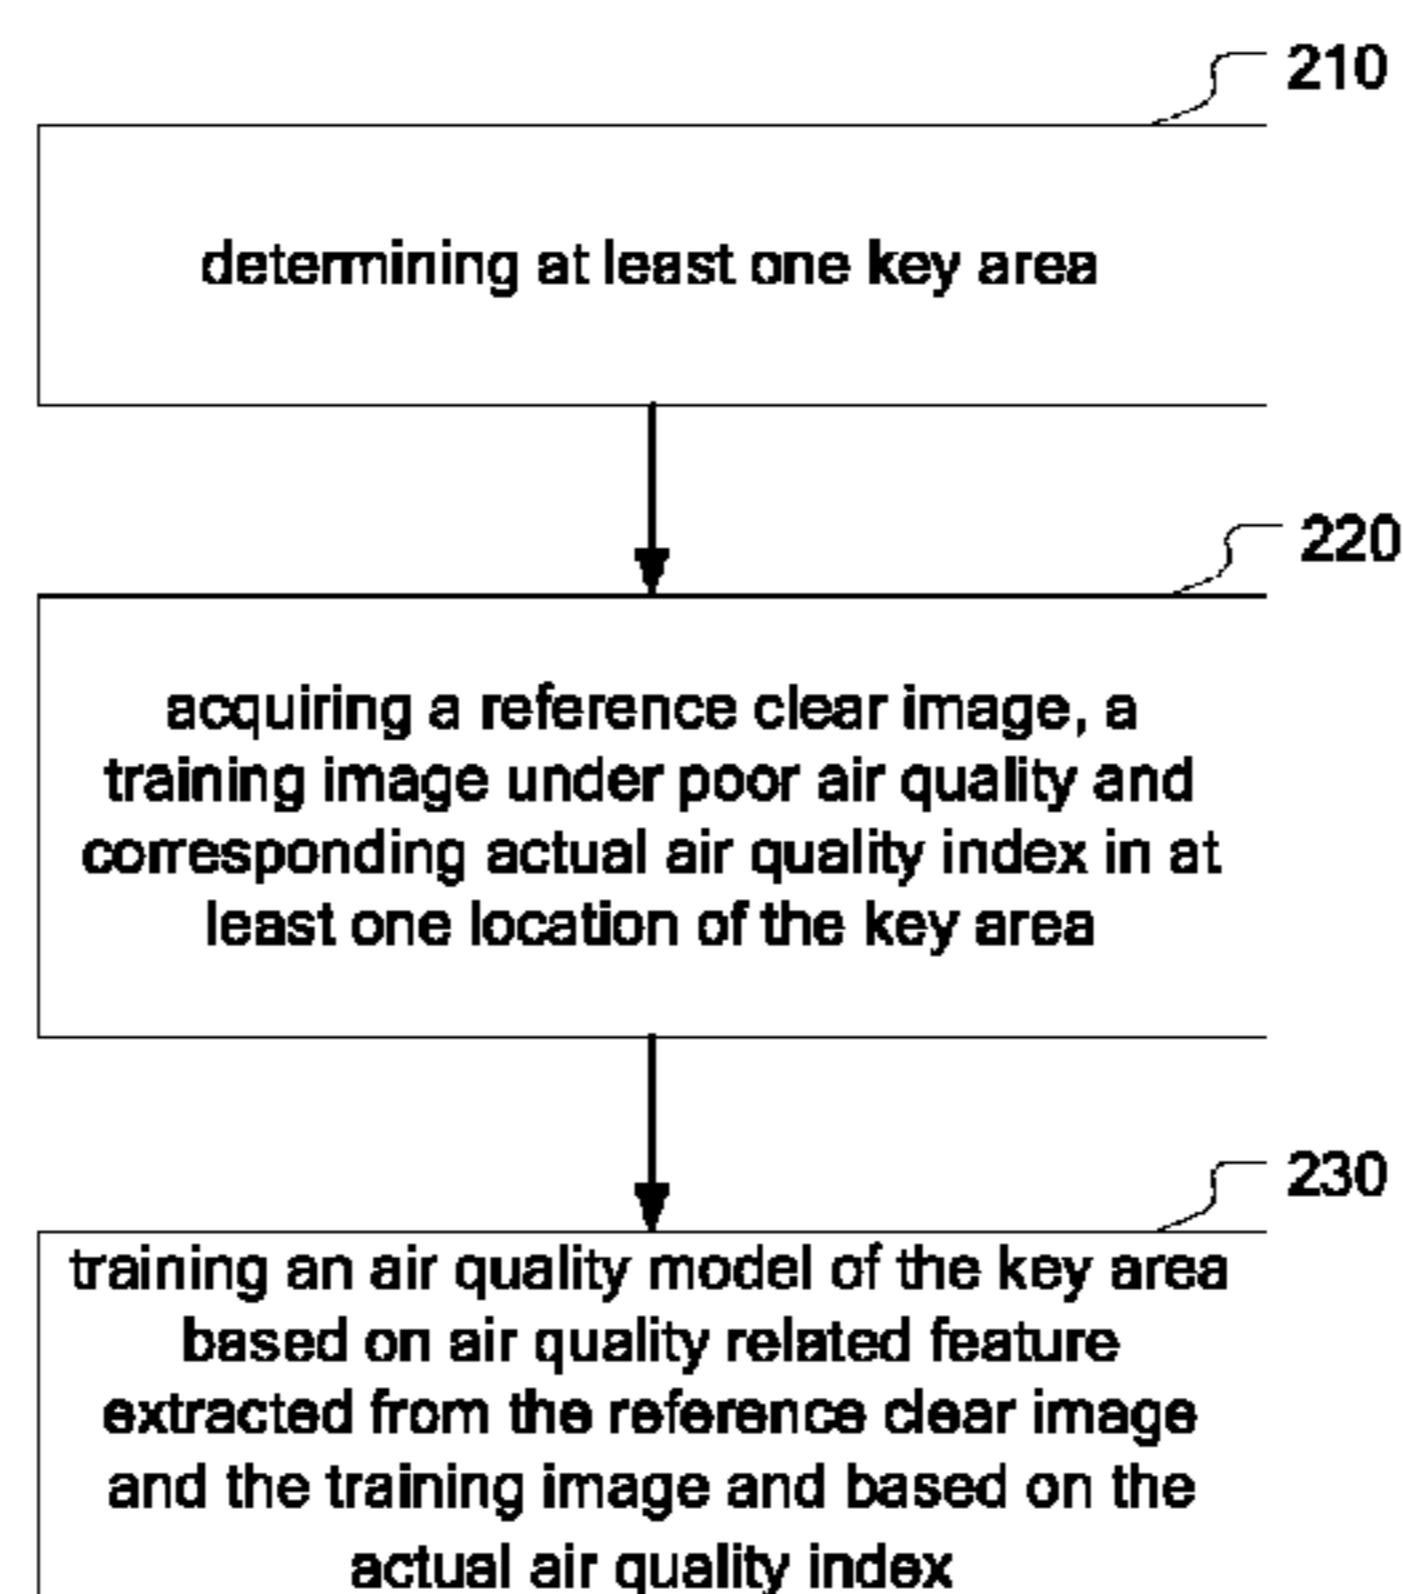 210
determining at least one key area
220
acquiring a reference clear image, a
training image under poor air quality and
corresponding actual air quality index in at
least one location of the key area
230
training an air quality model of the key area
based on air quality related feature
extracted from the reference clear image
and the training image and based on the
actual air quality index